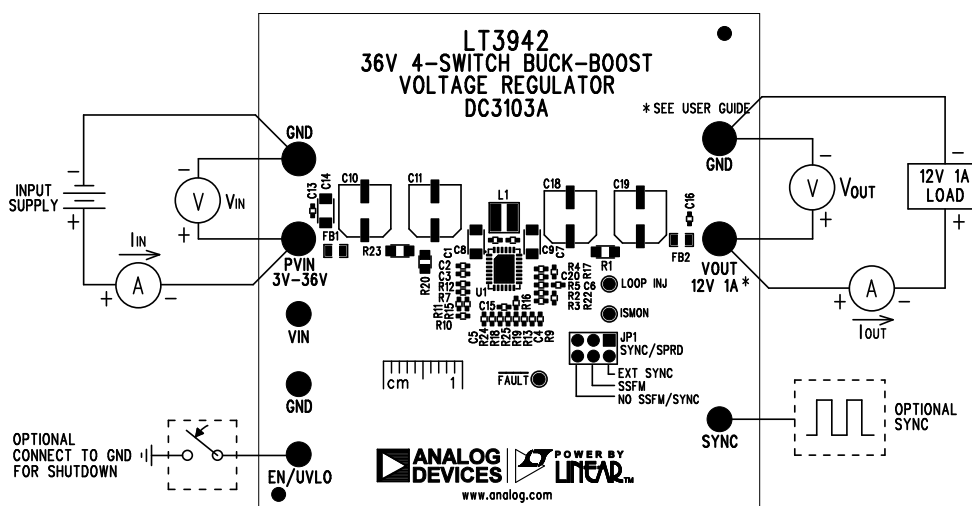 LT3942
36V 4-SWITCH BUCK-BOOST
VOLTAGE REGULATOR
DC3103A
*SEE USER GUIDE
GND
GND
INPUT
SUPPLY
V
VIN
V
VOUT
12V 1A
LOAD
C13
C14
C10
C11
L1
C18
C19
C16
FB1
R23
R20
C1
C8
C9
C7
R1
FB2
IIN
A
PVIN
3V-36V
VOUT
12V 1A*
A
IOUT
C2
C3
R12
R7
R11
R15
R10
U1
C15
R16
R4
C20
R5
R2
R3
R17
C6
R22
C5
R24
R18
R25
R19
R13
C4
R9
LOOP INJ
ISMON
VIN
JP1
SYNC/SPRD
EXT SYNC
SSFM
NO SSFM/SYNC
cm 1
FAULT
GND
OPTIONAL
CONNECT TO GND
FOR SHUTDOWN
EN/UVLO
SYNC
OPTIONAL
SYNC
ANALOG
DEVICES
POWER BY
LINEAR™
www.analog.com